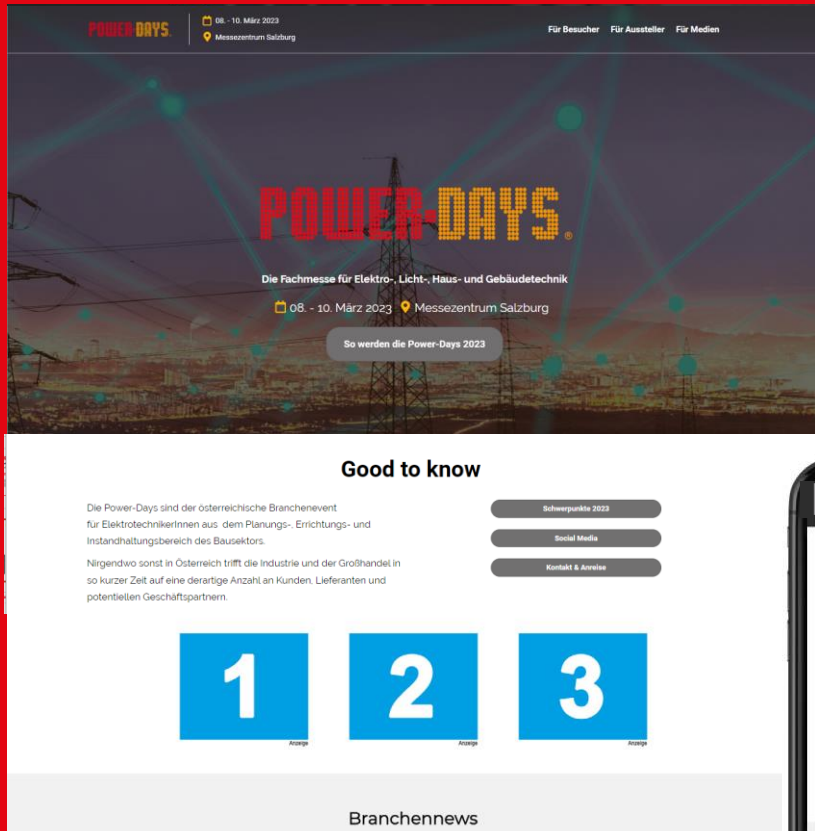 POWER-DAYS.
08. - 10. März 2023
Messezentrum Salzburg
Für Besucher Für Aussteller Für Medien
POWER-DAYS.®
Die Fachmesse für Elektro-, Licht-, Haus- und Gebäudetechnik
08. - 10. März 2023 Messezentrum Salzburg
So werden die Power-Days 2023
Good to know
Die Power-Days sind der österreichische Branchenevent
für ElektrotechnikerInnen aus dem Planungs-, Errichtungs- und
Instandhaltungsbereich des Bausektors.
Nirgendwo sonst in Österreich trifft die Industrie und der Großhandel in
so kurzer Zeit auf eine derartige Anzahl an Kunden, Lieferanten und
potentiellen Geschäftspartnern.
Schwerpunkte 2023
Social Media
Kontakt & Anreise
1 2 3
Anzeige Anzeige Anzeige
Branchennews